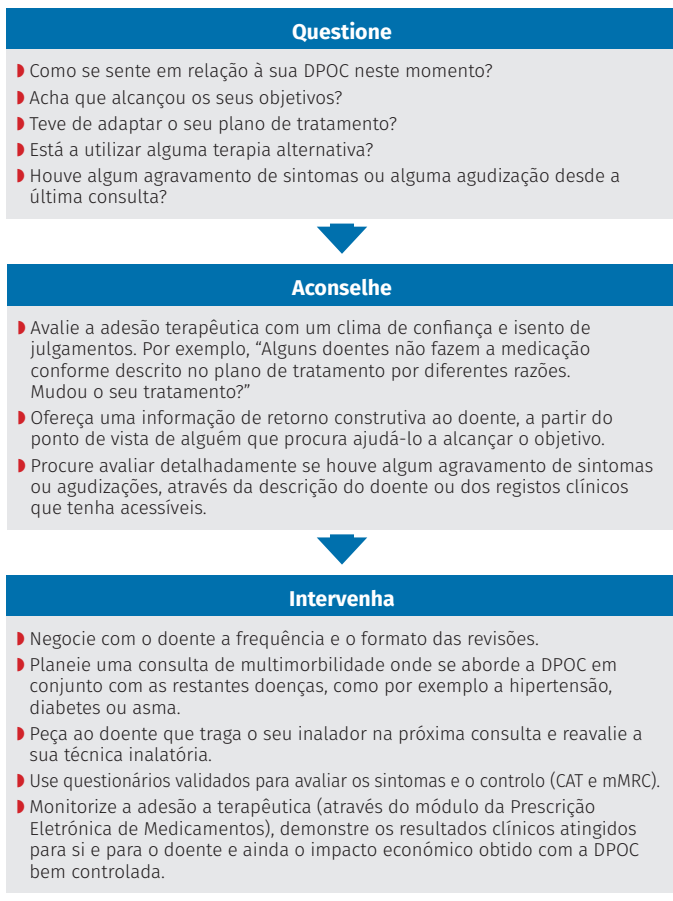 Questione
Como se sente em relação à sua DPOC neste momento?
Acha que alcançou os seus objetivos?
Teve de adaptar o seu plano de tratamento?
Está a utilizar alguma terapia alternativa?
Houve algum agravamento de sintomas ou alguma agudização desde a
última consulta?
Aconselhe
Avalie a adesão terapêutica com um clima de confiança e isento de
julgamentos. Por exemplo, “Alguns doentes não fazem a medicação
conforme descrito no plano de tratamento por diferentes razões.
Mudou o seu tratamento?”
Ofereça uma informação de retorno construtiva ao doente, a partir do
ponto de vista de alguém que procura ajudá-lo a alcançar o objetivo.
Procure avaliar detalhadamente se houve algum agravamento de sintomas
ou agudizações, através da descrição do doente ou dos registos clínicos
que tenha acessíveis.
Intervenha
Negocie com o doente a frequência e o formato das revisões.
Planeie uma consulta de multimorbilidade onde se aborde a DPOC em
conjunto com as restantes doenças, como por exemplo a hipertensão,
diabetes ou asma.
Peça ao doente que traga o seu inalador na próxima consulta e reavalie a
sua técnica inalatória.
Use questionários validados para avaliar os sintomas e o controlo (CAT e mMRC).
Monitorize a adesão a terapêutica (através do módulo da Prescrição
Eletrónica de Medicamentos), demonstre os resultados clínicos atingidos
para si e para o doente e ainda o impacto económico obtido com a DPOC
bem controlada.